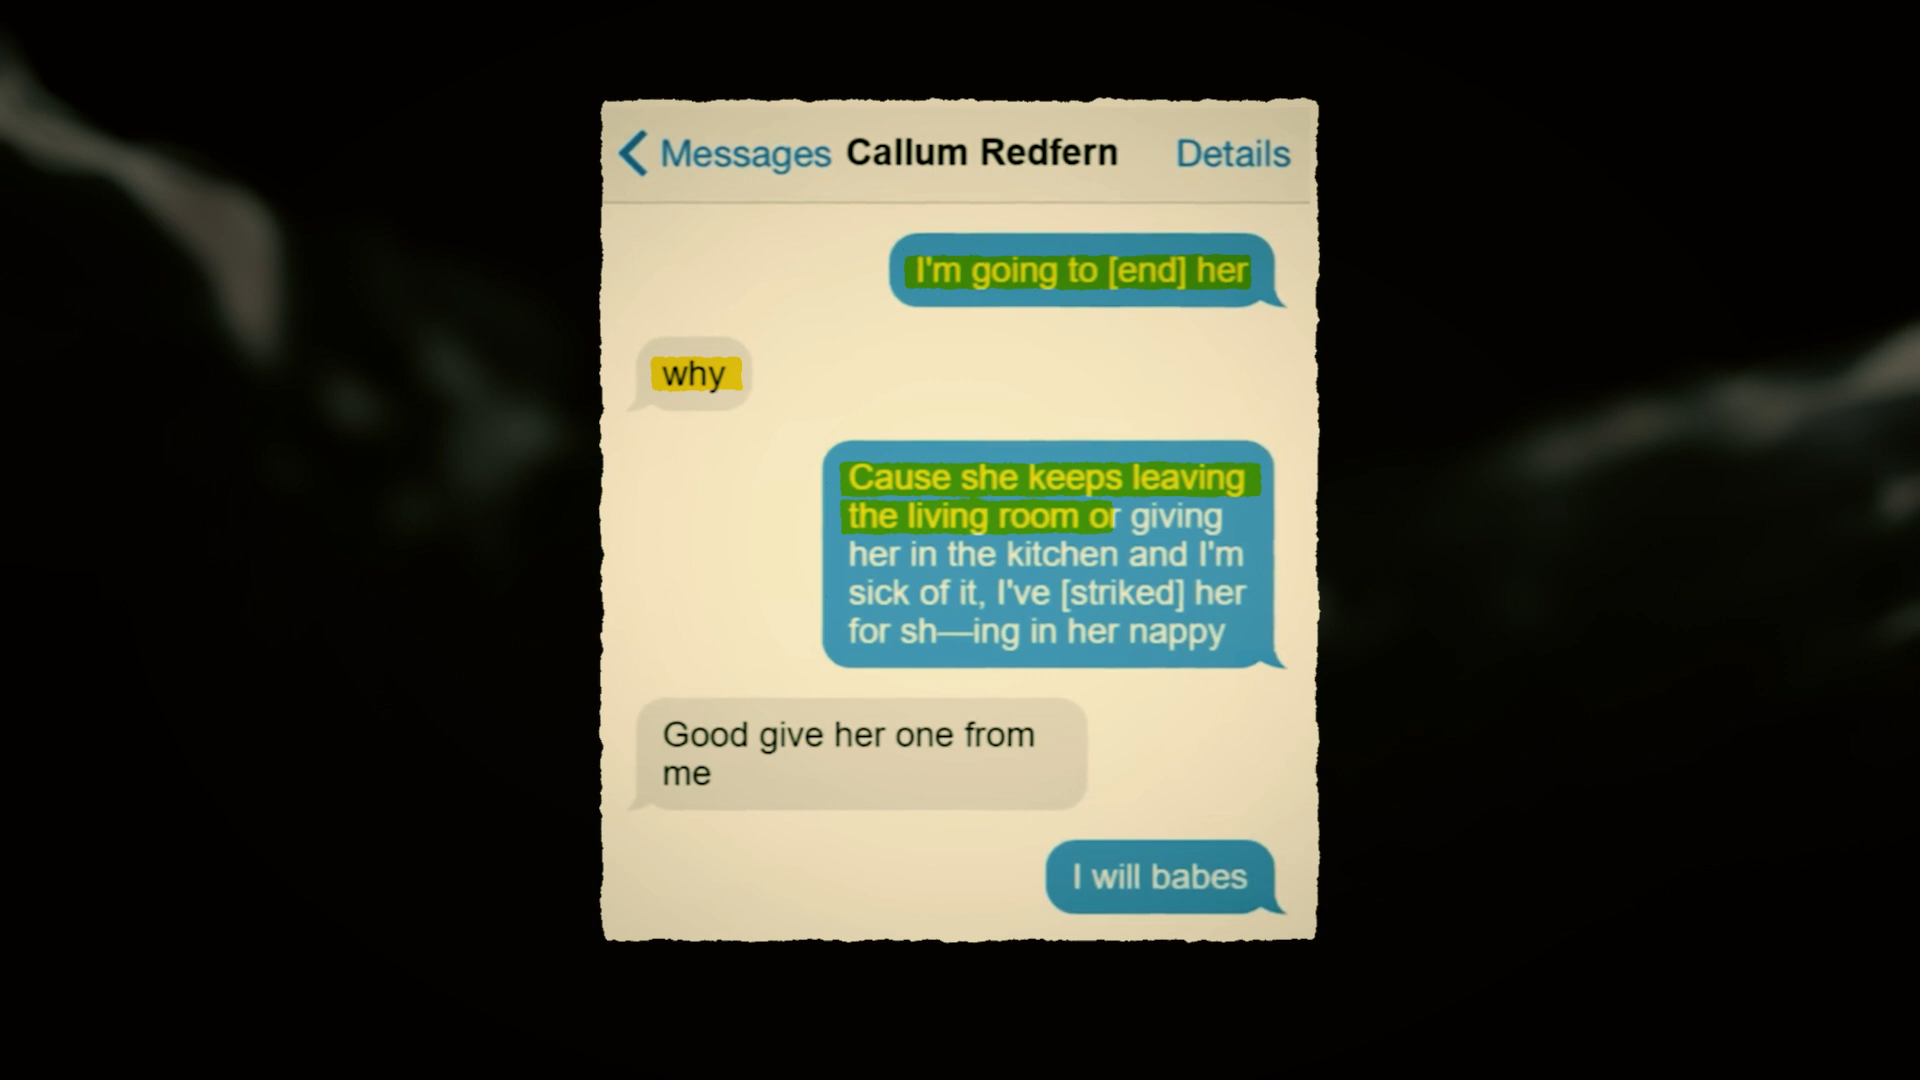 Messages Callum Redfern Details
I'm going to [end] her
why
Cause she keeps leaving
the living room or giving
her in the kitchen and I'm
sick of it, I've [striked] her
for sh—ing in her nappy
Good give her one from
me
I will babes